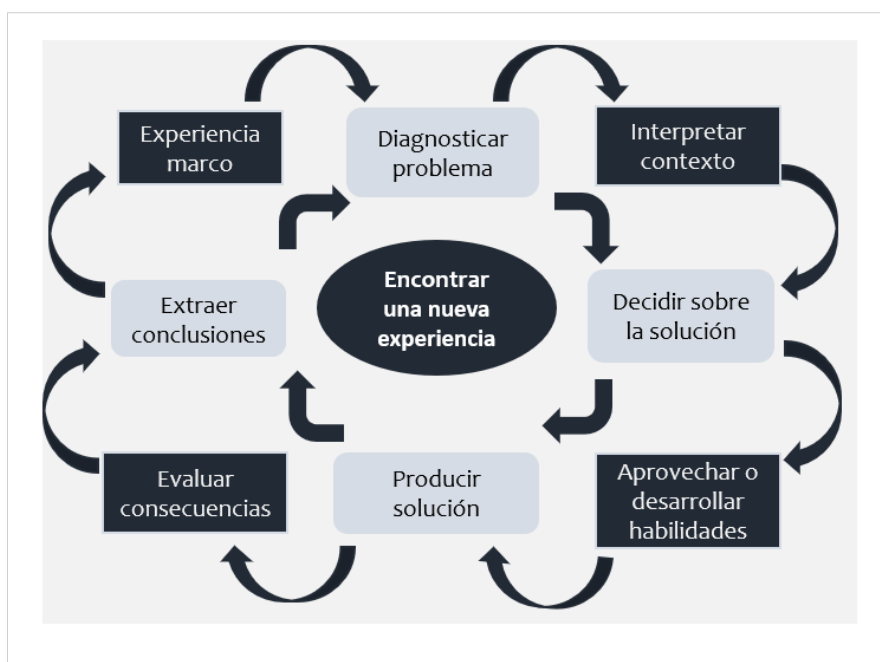 Experiencia
marco
Diagnosticar
problema
Interpretar
contexto
Extraer
conclusiones
Encontrar
una nueva
experiencia
Decidir sobre
la solución
Evaluar
consecuencias
Producir
solución
Aprovechar o
desarrollar
habilidades